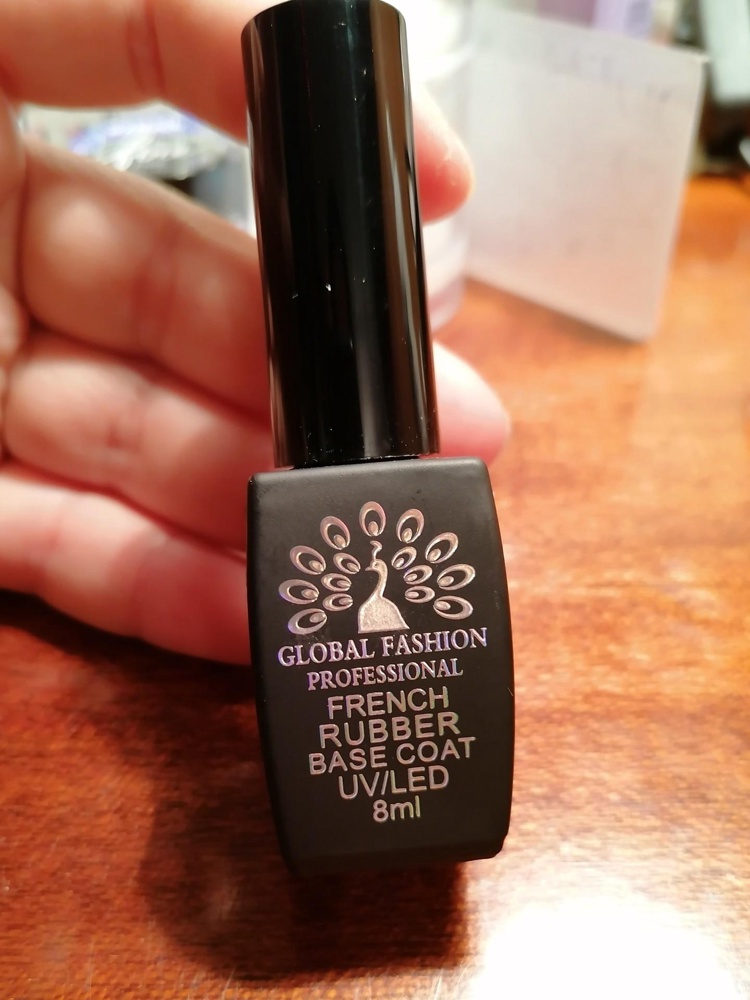 GLOBAL FASHION
PROFESSIONAL
FRENCH
RUBBER
BASE COAT
UV/LED
8ml